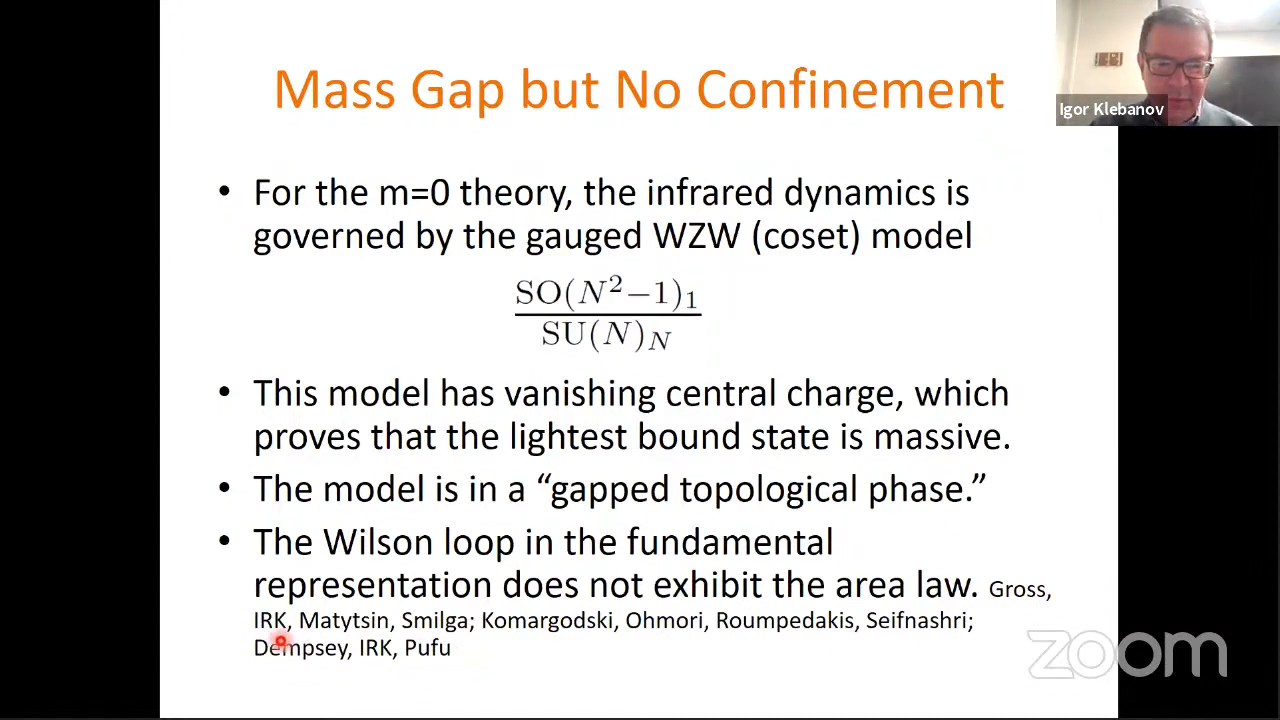 Mass Gap but No Confinement
Igor Klebanov
• For the m=0 theory, the infrared dynamics is
governed by the gauged WZW (coset) model
SO(N²−1)₁
SU(N)_N
• This model has vanishing central charge, which
proves that the lightest bound state is massive.
• The model is in a “gapped topological phase.”
• The Wilson loop in the fundamental
representation does not exhibit the area law. Gross,
IRK, Matytsin, Smilga; Komargodski, Ohmori, Roumpedakis, Seifnashri;
Dempsey, IRK, Pufu
zoom